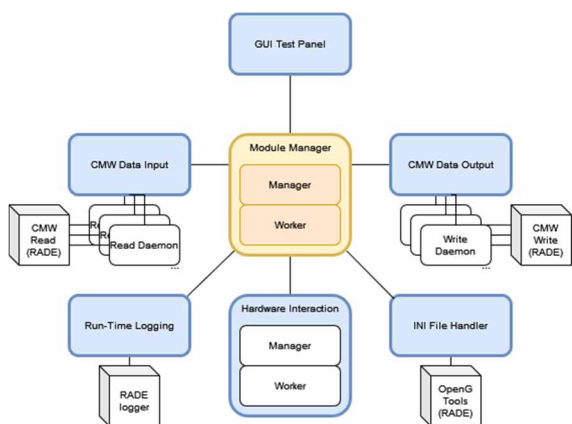 GUI Test Panel
CMW Data Input
Module Manager
CMW Data Output
Manager
Worker
CMW
Read
(RADE)
Re
Re
Read Daemon
...
Write
Daemon
...
CMW
Write
(RADE)
Run-Time Logging
Hardware Interaction
INI File Handler
Manager
Worker
RADE
logger
OpenG
Tools
(RADE)